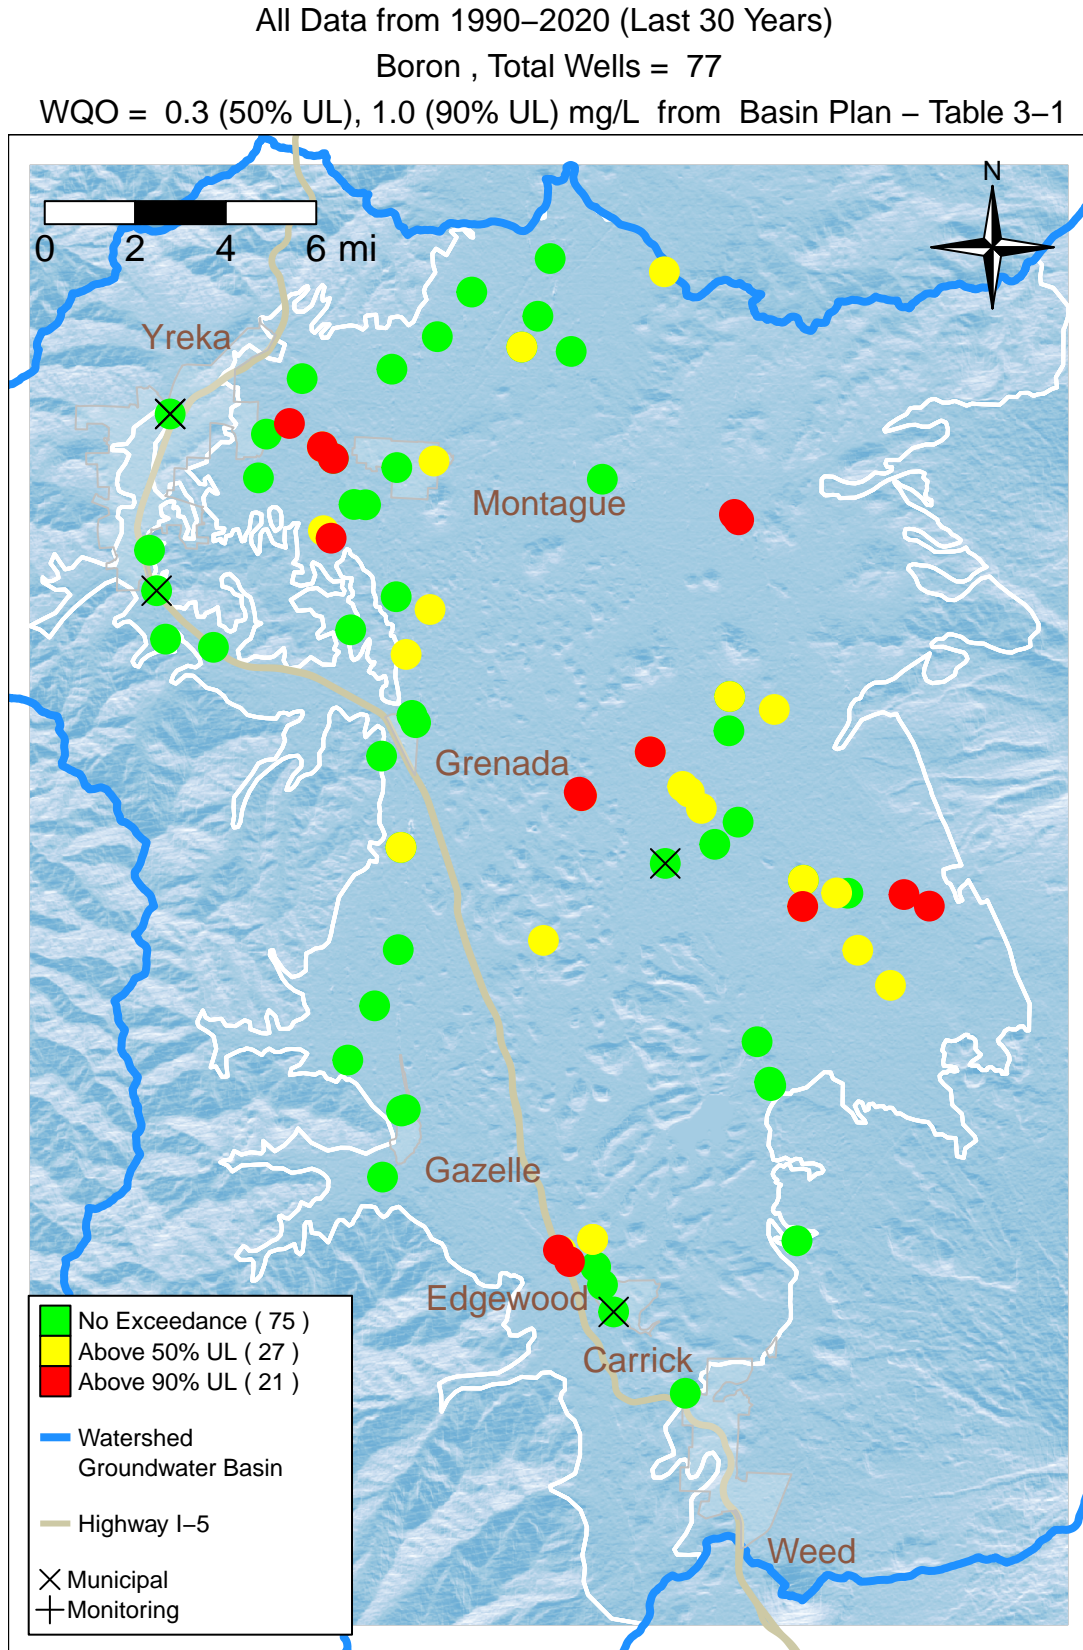 All Data from 1990−2020 (Last 30 Years)
Boron , Total Wells = 77
WQO = 0.3 (50% UL), 1.0 (90% UL) mg/L from Basin Plan − Table 3−1
N
0 2 4 6 mi
Yreka
Montague
Grenada
Gazelle
Edgewood
Carrick
Weed
No Exceedance ( 75 )
Above 50% UL ( 27 )
Above 90% UL ( 21 )
Watershed
Groundwater Basin
Highway I−5
Municipal
Monitoring